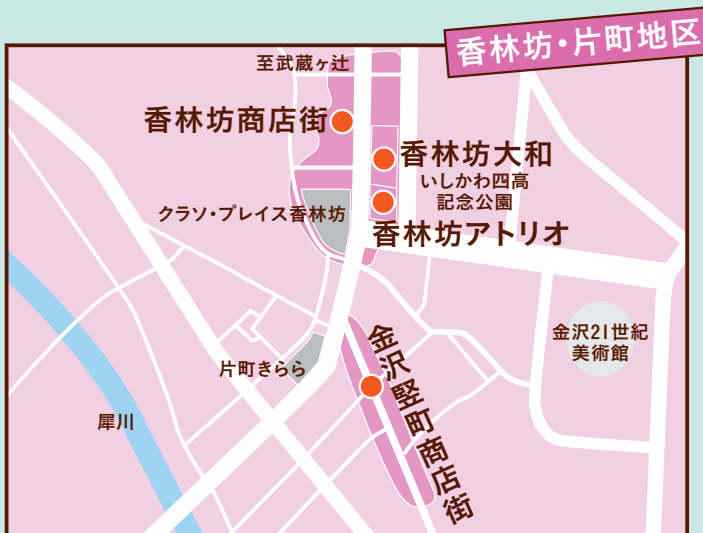 香林坊・片町地区
至武蔵ヶ辻
香林坊商店街
香林坊大和
いしかわ四高
記念公園
クラソ・プレイス香林坊
香林坊アトリオ
金沢21世紀
美術館
片町きらら
金沢竪町商店街
犀川